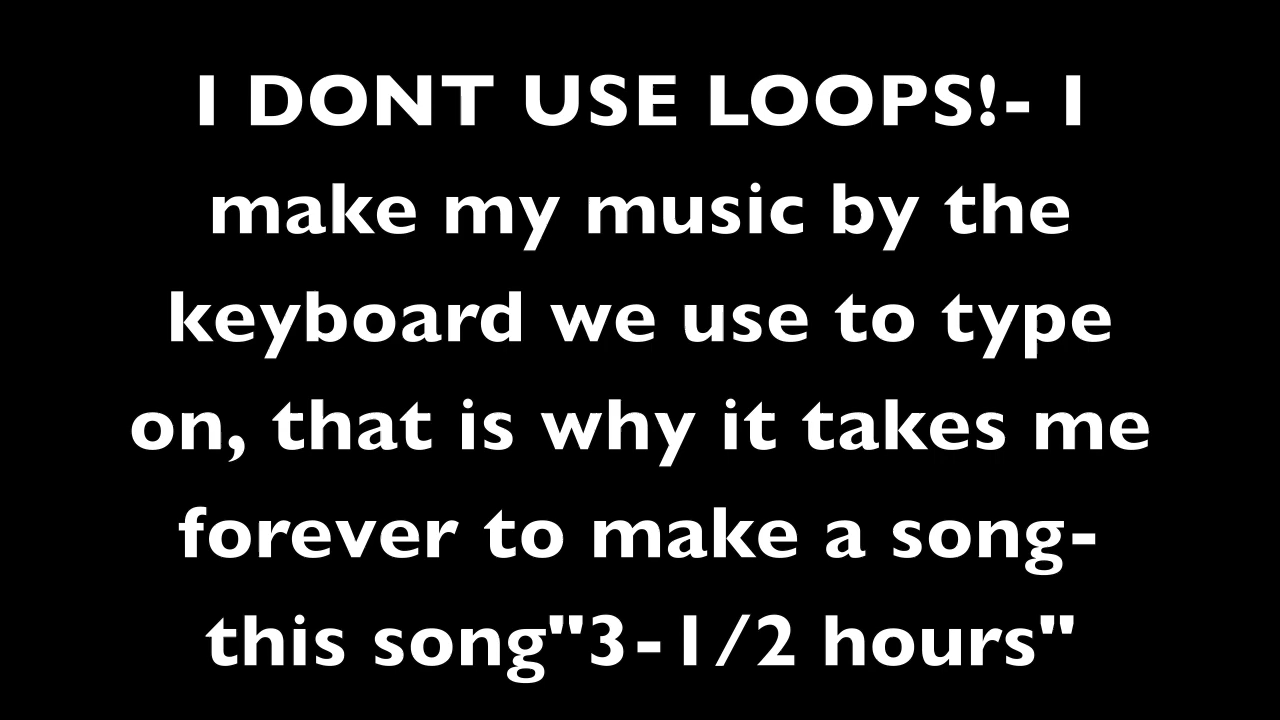 I DONT USE LOOPS!- I
make my music by the
keyboard we use to type
on, that is why it takes me
forever to make a song-
this song"3-1/2 hours"